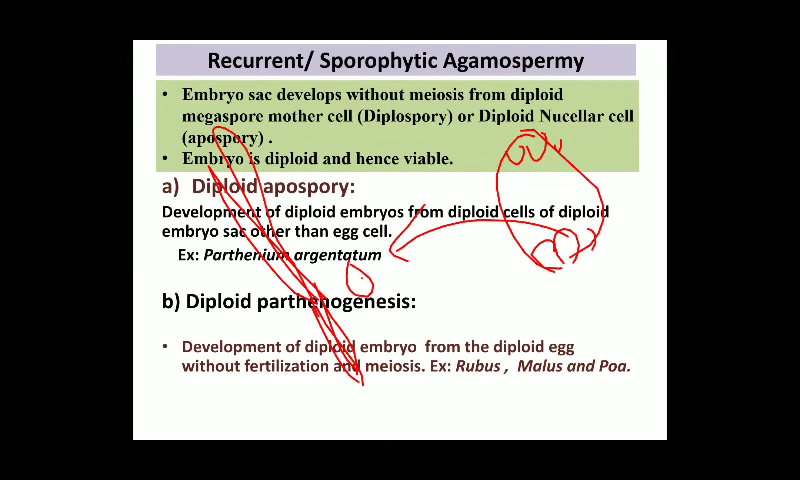 Recurrent/ Sporophytic Agamospermy
• Embryo sac develops without meiosis from diploid
megaspore mother cell (Diplospory) or Diploid Nucellar cell
(apospory) .
• Embryo is diploid and hence viable.
a) Diploid apospory:
Development of diploid embryos from diploid cells of diploid
embryo sac other than egg cell.
Ex: Parthenium argentatum
b) Diploid parthenogenesis:
• Development of diploid embryo from the diploid egg
without fertilization and meiosis. Ex: Rubus , Malus and Poa.